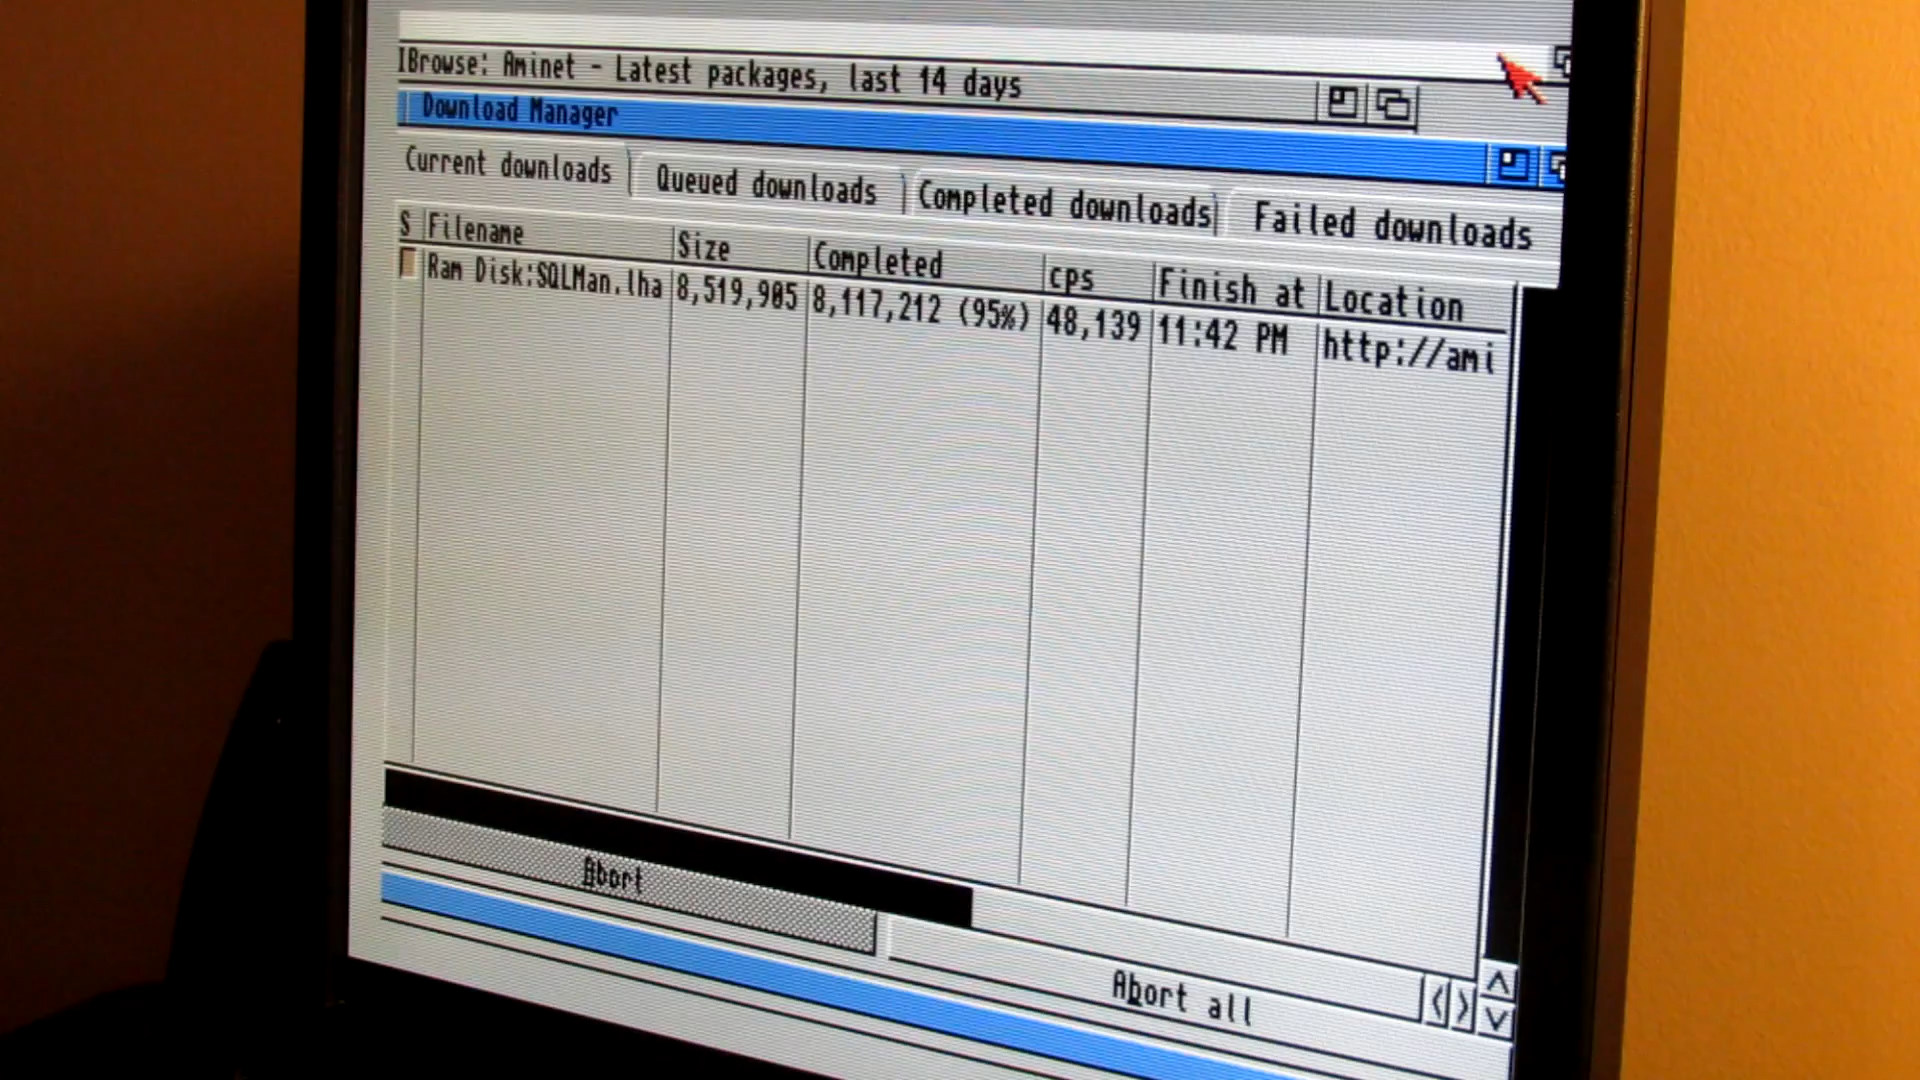 IBrowse: Aminet - Latest packages, last 14 days
Download Manager
Current downloads Queued downloads Completed downloads Failed downloads
S Filename Size Completed cps Finish at Location
Ram Disk:SQLMan.lha 8,519,905 8,117,212 (95%) 48,139 11:42 PM http://ami
Abort
Abort all